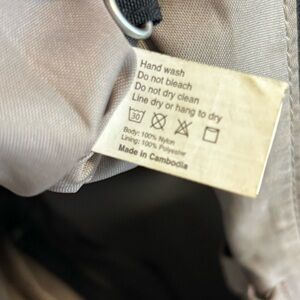 Hand wash
Do not bleach
Do not dry clean
Line dry or hang to dry
30
Body: 100% Nylon
Lining: 100% Polyester
Made in Cambodia